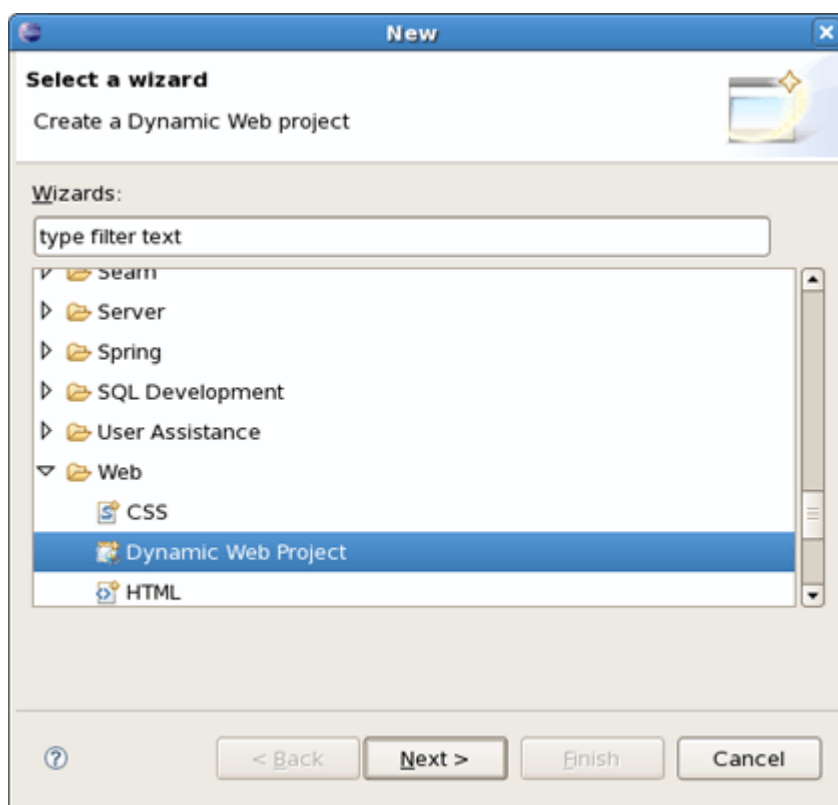 New
Select a wizard
Create a Dynamic Web project
Wizards:
type filter text
Seam
Server
Spring
SQL Development
User Assistance
Web
CSS
Dynamic Web Project
HTML
< Back Next > Finish Cancel